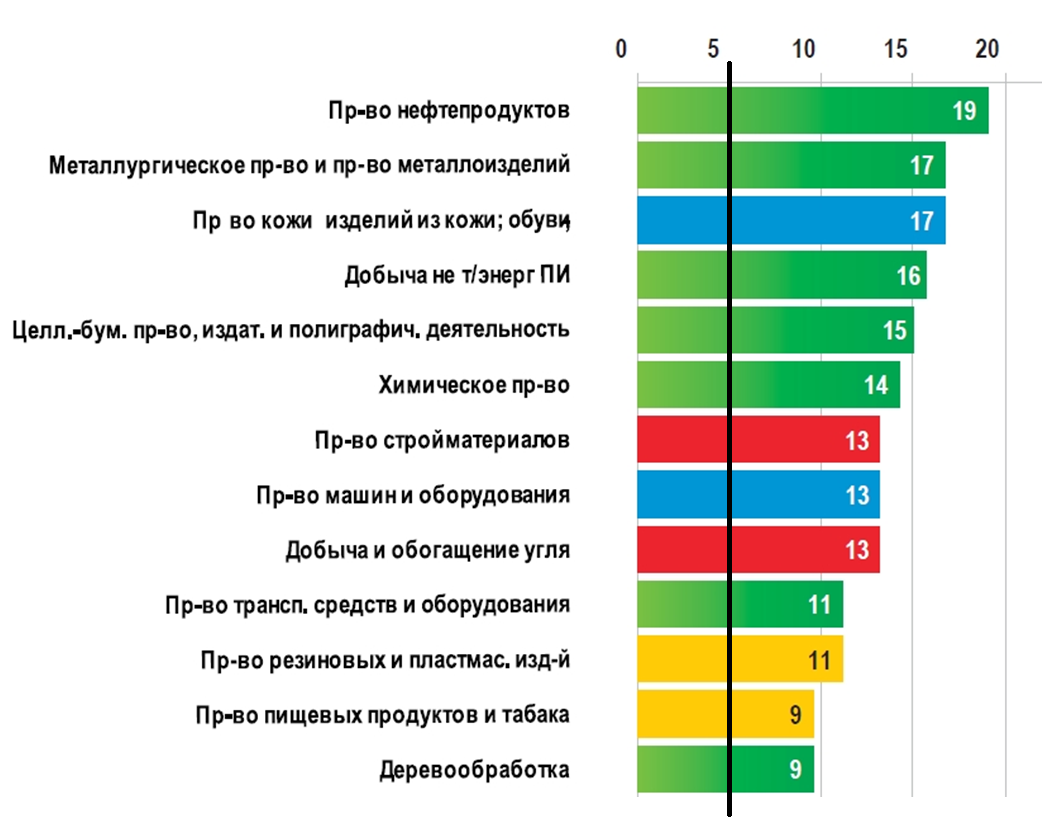 0 5 10 15 20
Пр-во нефтепродуктов 19
Металлургическое пр-во и пр-во металлоизделий 17
Пр во кожи изделий из кожи; обуви; 17
Добыча не т/энерг ПИ 16
Целл.-бум. пр-во, издат. и полиграфич. деятельность 15
Химическое пр-во 14
Пр-во стройматериалов 13
Пр-во машин и оборудования 13
Добыча и обогащение угля 13
Пр-во трансп. средств и оборудования 11
Пр-во резиновых и пластмас. изд-й 11
Пр-во пищевых продуктов и табака 9
Деревообработка 9